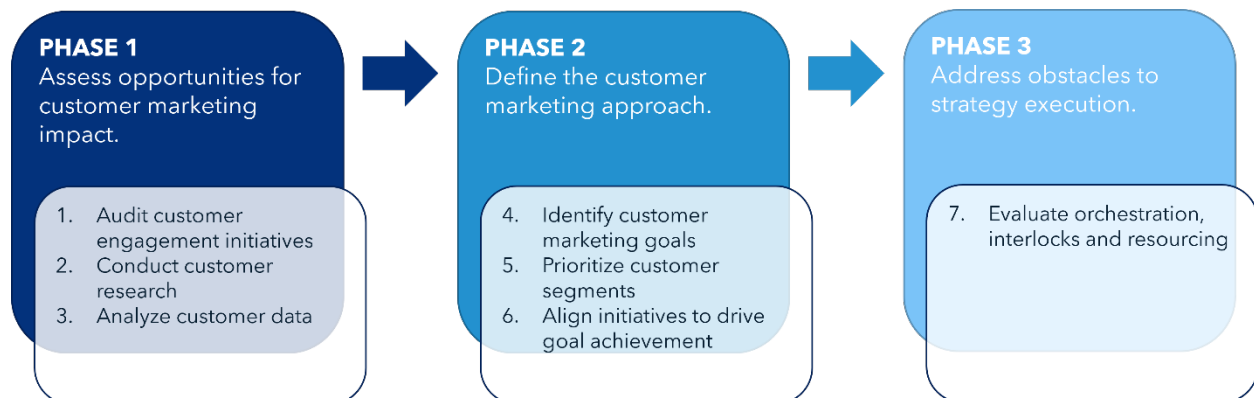 PHASE 1
Assess opportunities for
customer marketing
impact.
1. Audit customer
engagement initiatives
2. Conduct customer
research
3. Analyze customer data
PHASE 2
Define the customer
marketing approach.
4. Identify customer
marketing goals
5. Prioritize customer
segments
6. Align initiatives to drive
goal achievement
PHASE 3
Address obstacles to
strategy execution.
7. Evaluate orchestration,
interlocks and resourcing